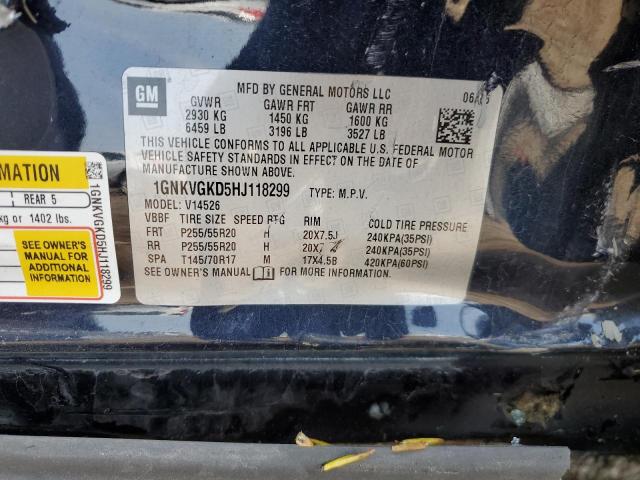 GM
MFD BY GENERAL MOTORS LLC
GVWR GAWR FRT GAWR RR
2930 KG 1450 KG 1600 KG
6459 LB 3196 LB 3527 LB
THIS VEHICLE CONFORMS TO ALL APPLICABLE U.S. FEDERAL MOTOR
VEHICLE SAFETY STANDARDS IN EFFECT ON THE DATE OF
MANUFACTURE SHOWN ABOVE.
1GNKVGKD5HJ118299 TYPE: M.P.V.
MODEL: V14526
VBBF TIRE SIZE SPEED RTG RIM COLD TIRE PRESSURE
FRT P255/55R20 H 20X7.5J 240KPA(35PSI)
RR P255/55R20 H 240KPA(35PSI)
SPA T145/70R17 M 17X4.5B 420KPA(60PSI)
SEE OWNER'S MANUAL FOR MORE INFORMATION.
MATION
REAR 5
kg or 1402 lbs.
SEE OWNER'S
MANUAL FOR
ADDITIONAL
INFORMATION
1GNKVGKD5HJ118299